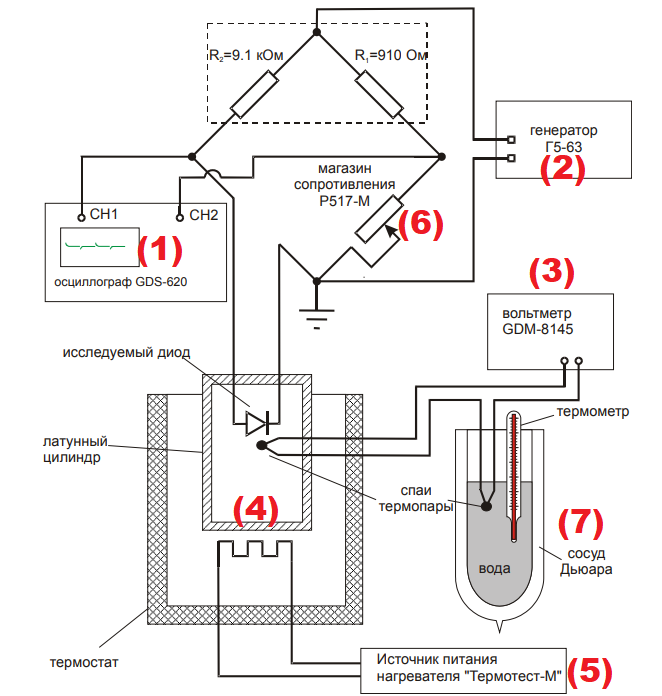 R₂=9.1 кОм
R₁=910 Ом
генератор
Г5-63
(2)
магазин
сопротивления
Р517-М
(6)
CH1
CH2
(1)
осциллограф GDS-620
(3)
вольтметр
GDM-8145
исследуемый диод
термометр
латунный
цилиндр
спаи
термопары
(4)
(7)
сосуд
Дьюара
вода
термостат
Источник питания
нагревателя "Термотест-М"
(5)